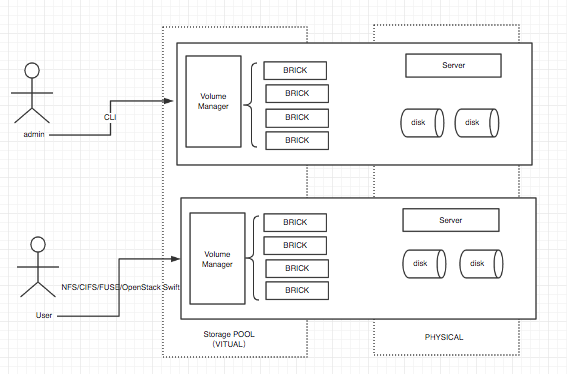 Server
BRICK
Volume
Manager
BRICK
BRICK
BRICK
disk
disk
CLI
admin
Server
BRICK
BRICK
Volume
Manager
BRICK
BRICK
disk
disk
NFS/CIFS/FUSE/OpenStack Swift
User
Storage POOL
(VITUAL)
PHYSICAL